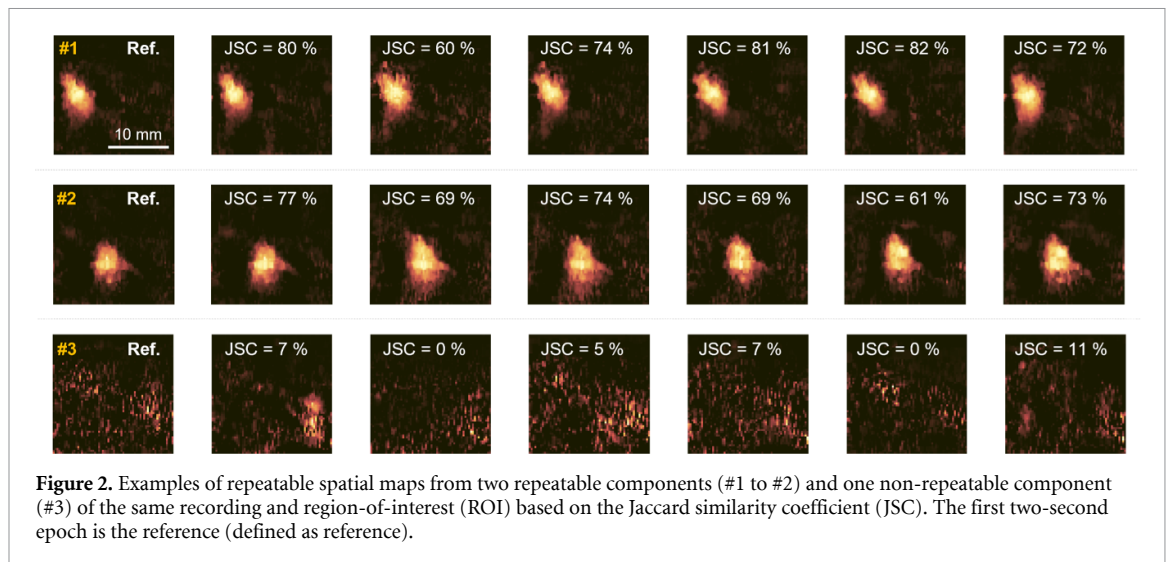 #1 Ref. JSC = 80 % JSC = 60 % JSC = 74 % JSC = 81 % JSC = 82 % JSC = 72 %
10 mm
#2 Ref. JSC = 77 % JSC = 69 % JSC = 74 % JSC = 69 % JSC = 61 % JSC = 73 %
#3 Ref. JSC = 7 % JSC = 0 % JSC = 5 % JSC = 7 % JSC = 0 % JSC = 11 %
Figure 2. Examples of repeatable spatial maps from two repeatable components (#1 to #2) and one non-repeatable component
(#3) of the same recording and region-of-interest (ROI) based on the Jaccard similarity coefficient (JSC). The first two-second
epoch is the reference (defined as reference).